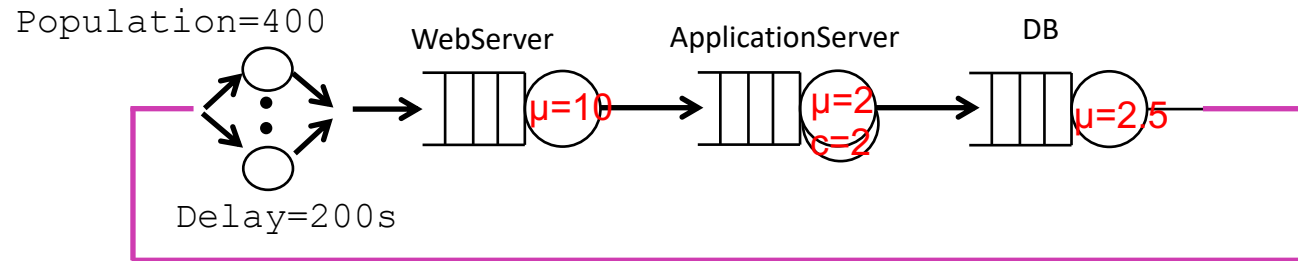 Population=400
WebServer
ApplicationServer
DB
μ=10
μ=2
c=2
μ=2.5
Delay=200s